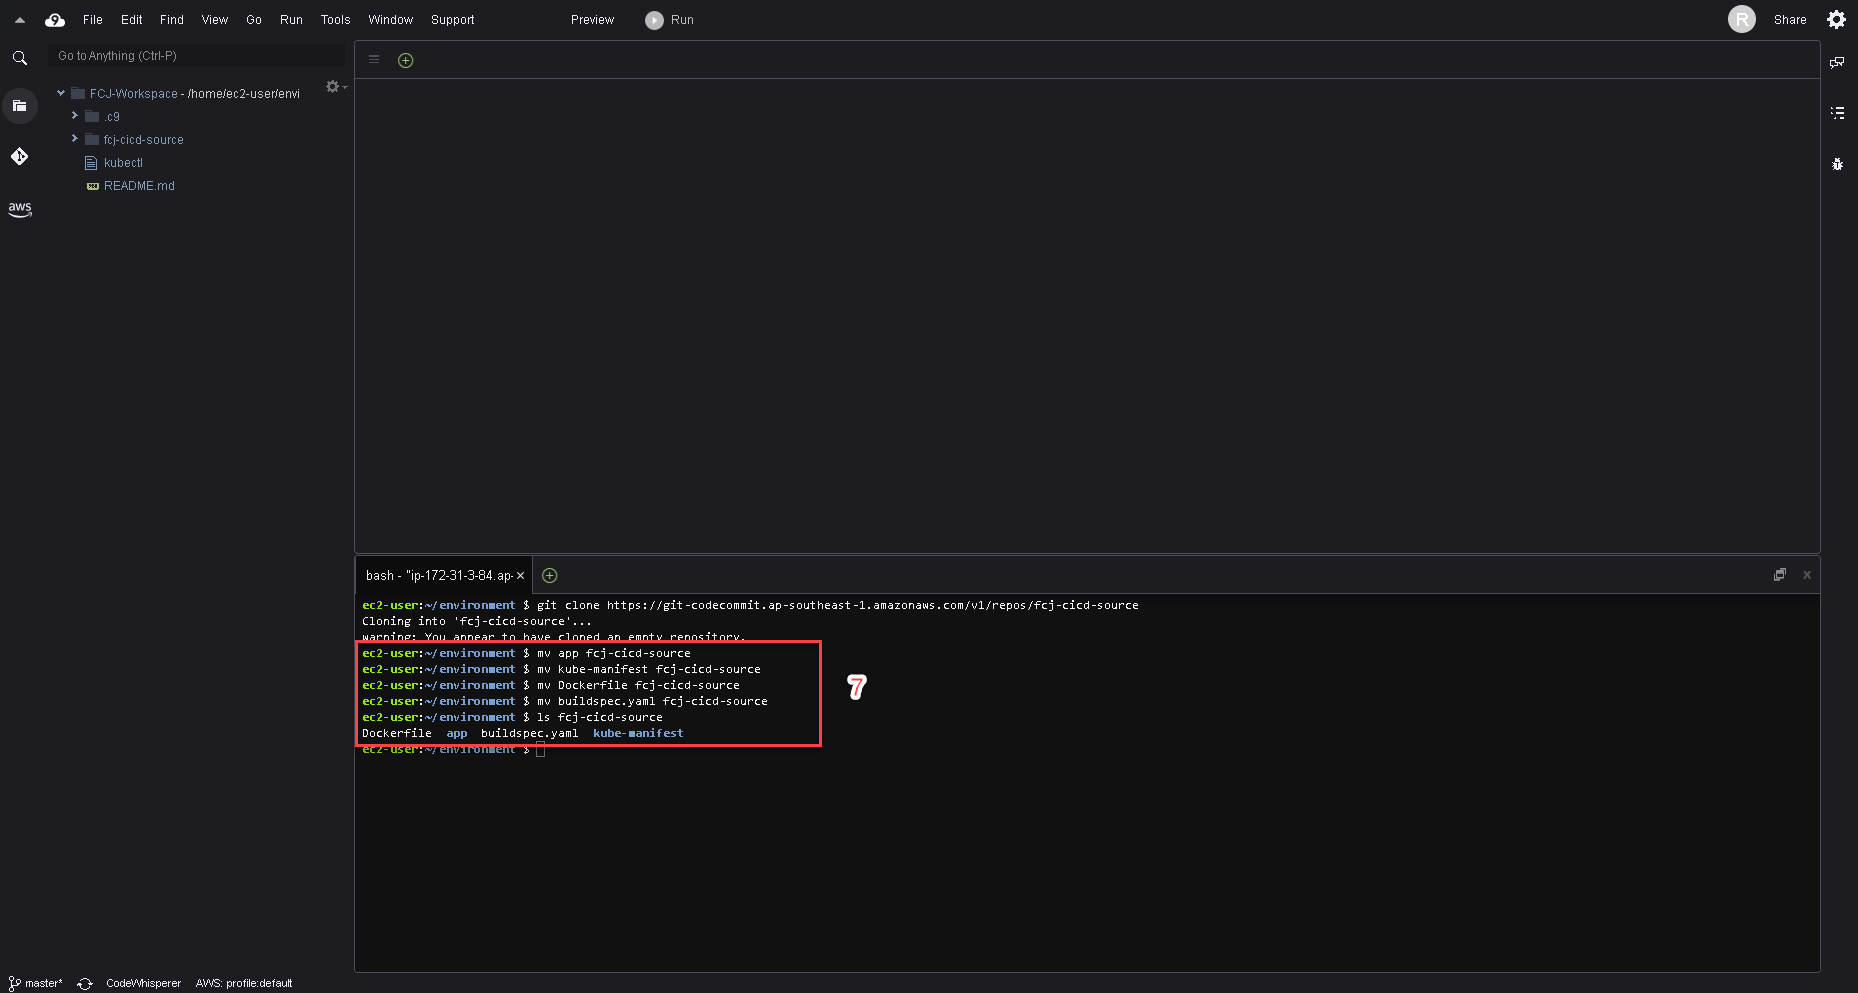 9 File Edit Find View Go Run Tools Window Support Preview Run R Share
Go to Anything (Ctrl-P)
FCJ-Workspace - /home/ec2-user/envi
.c9
fcj-cicd-source
kubectl
README.md
aws
bash - "ip-172-31-3-84.ap-
ec2-user:~/environment $ git clone https://git-codecommit.ap-southeast-1.amazonaws.com/v1/repos/fcj-cicd-source
Cloning into 'fcj-cicd-source'...
warning: You appear to have cloned an empty repository.
ec2-user:~/environment $ mv app fcj-cicd-source
ec2-user:~/environment $ mv kube-manifest fcj-cicd-source
ec2-user:~/environment $ mv Dockerfile fcj-cicd-source
ec2-user:~/environment $ mv buildspec.yaml fcj-cicd-source
ec2-user:~/environment $ ls fcj-cicd-source
Dockerfile app buildspec.yaml kube-manifest
ec2-user:~/environment $
7
master* CodeWhisperer AWS: profile:default